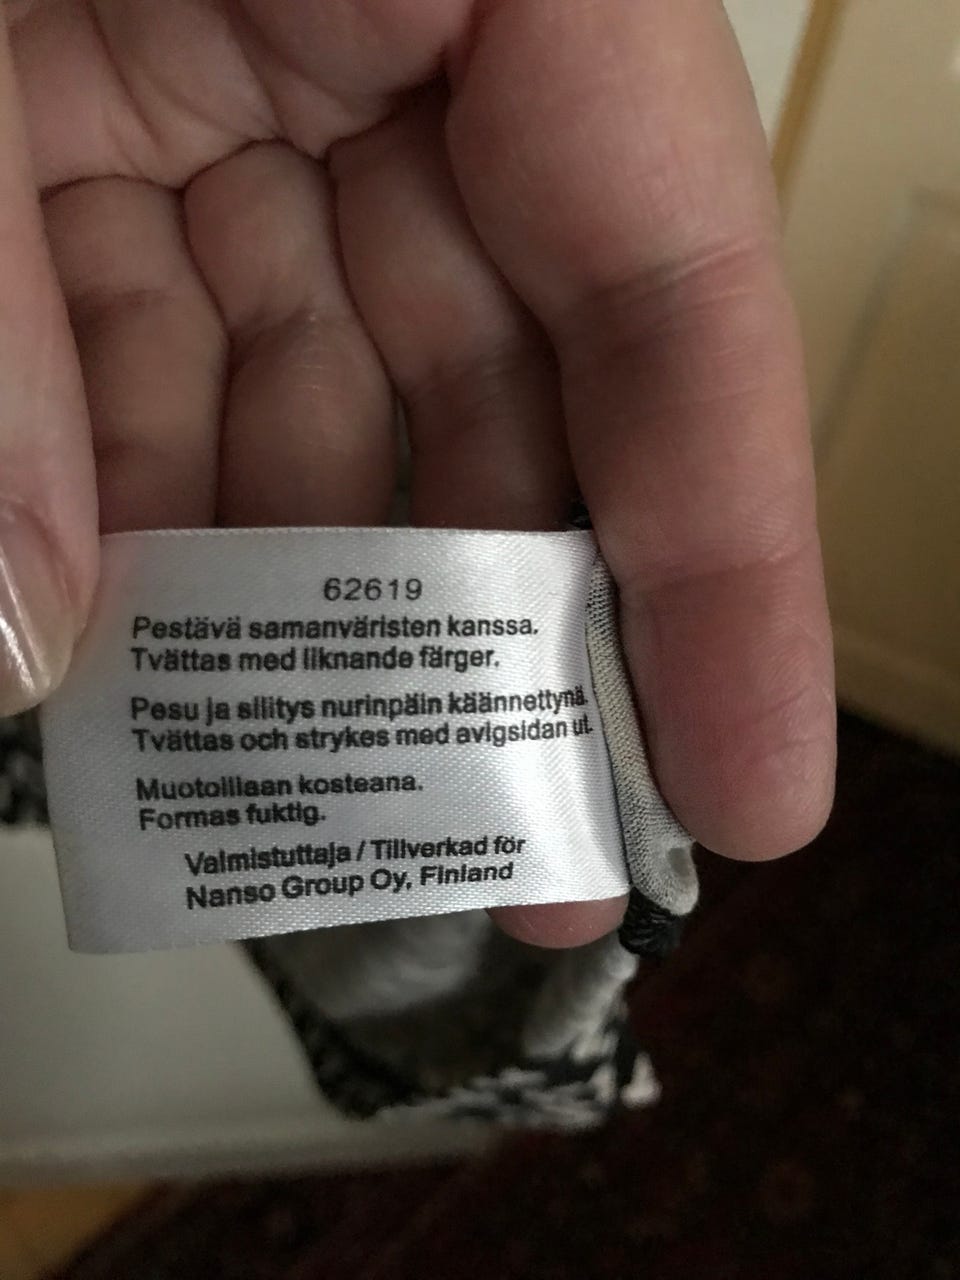 62619
Pestävä samanväristen kanssa.
Tvättas med liknande färger.
Pesu ja silitys nurinpäin käännettynä.
Tvättas och strykes med avigsidan ut.
Muotoillaan kosteana.
Formas fuktig.
Valmistuttaja / Tillverkad för
Nanso Group Oy, Finland